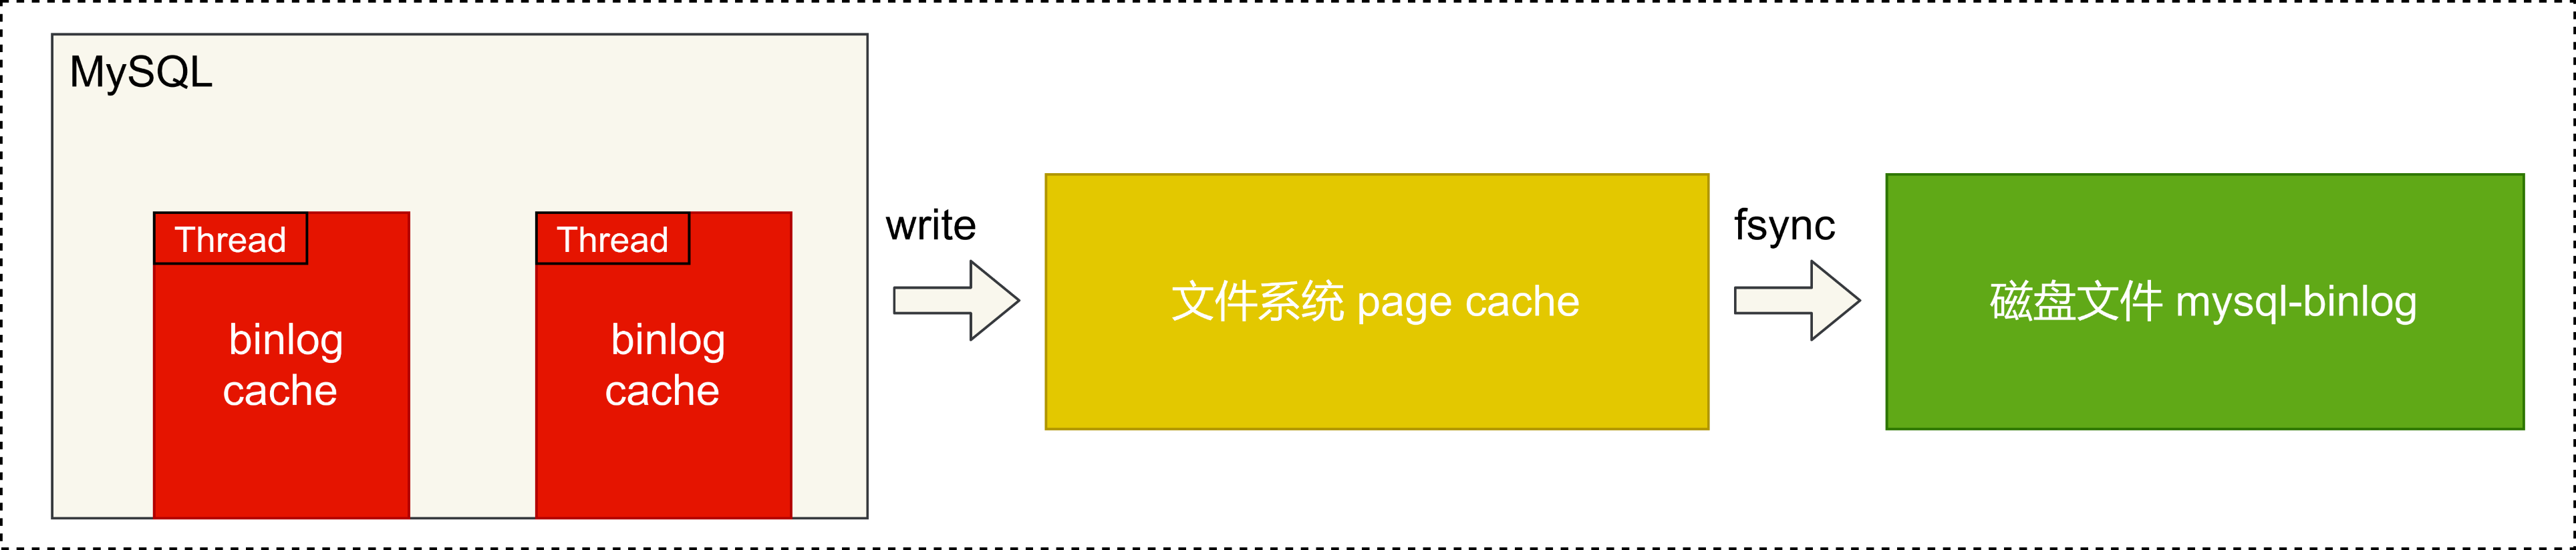 MySQL
Thread
binlog
cache
Thread
binlog
cache
write
文件系统 page cache
fsync
磁盘文件 mysql-binlog